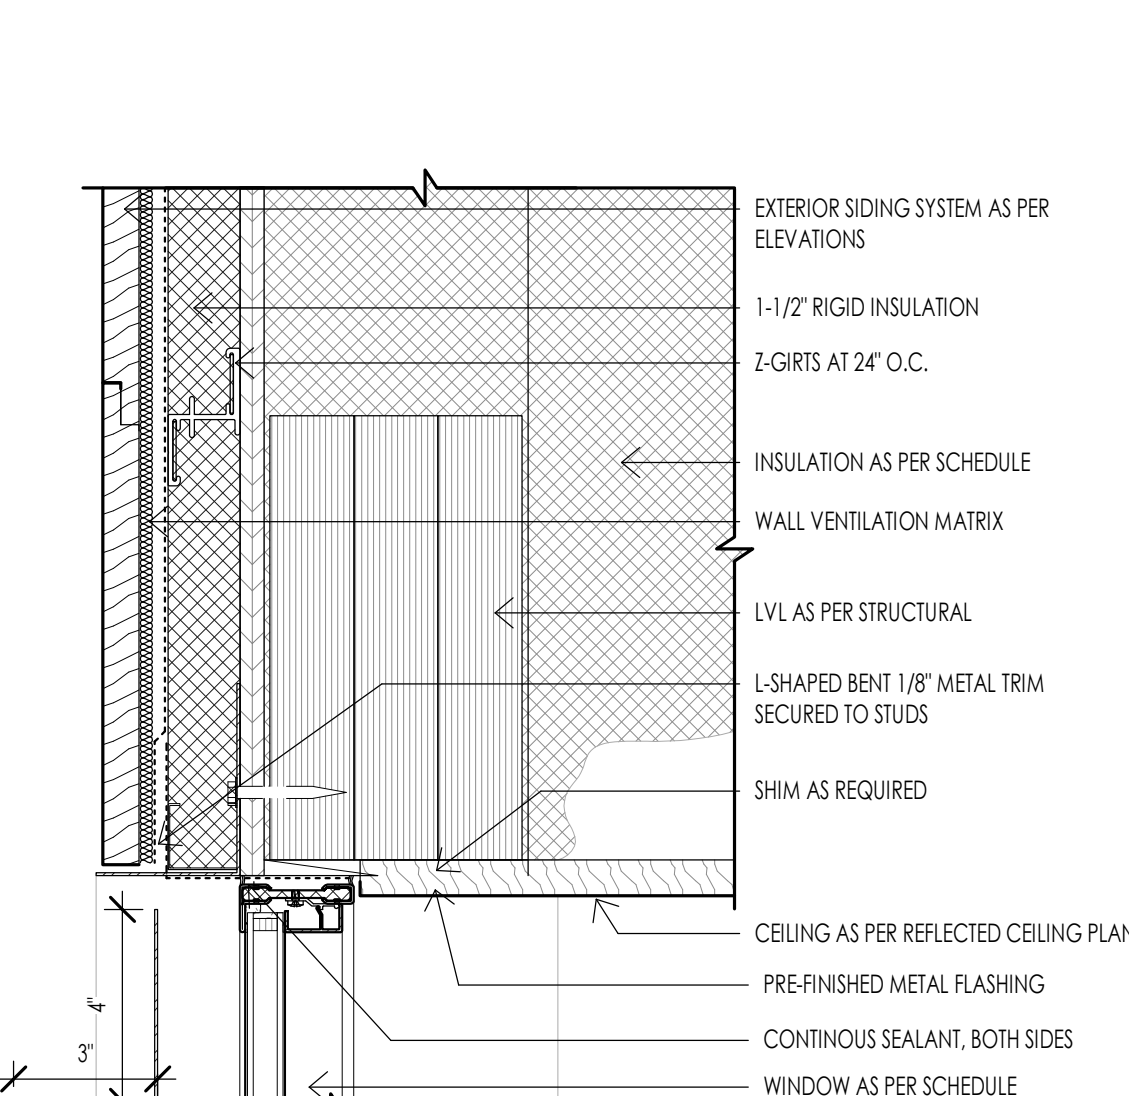 EXTERIOR SIDING SYSTEM AS PER
ELEVATIONS
1-1/2" RIGID INSULATION
Z-GIRTS AT 24" O.C.
INSULATION AS PER SCHEDULE
WALL VENTILATION MATRIX
LVL AS PER STRUCTURAL
L-SHAPED BENT 1/8" METAL TRIM
SECURED TO STUDS
SHIM AS REQUIRED
CEILING AS PER REFLECTED CEILING PLAN
PRE-FINISHED METAL FLASHING
4"
CONTINOUS SEALANT, BOTH SIDES
3"
WINDOW AS PER SCHEDULE